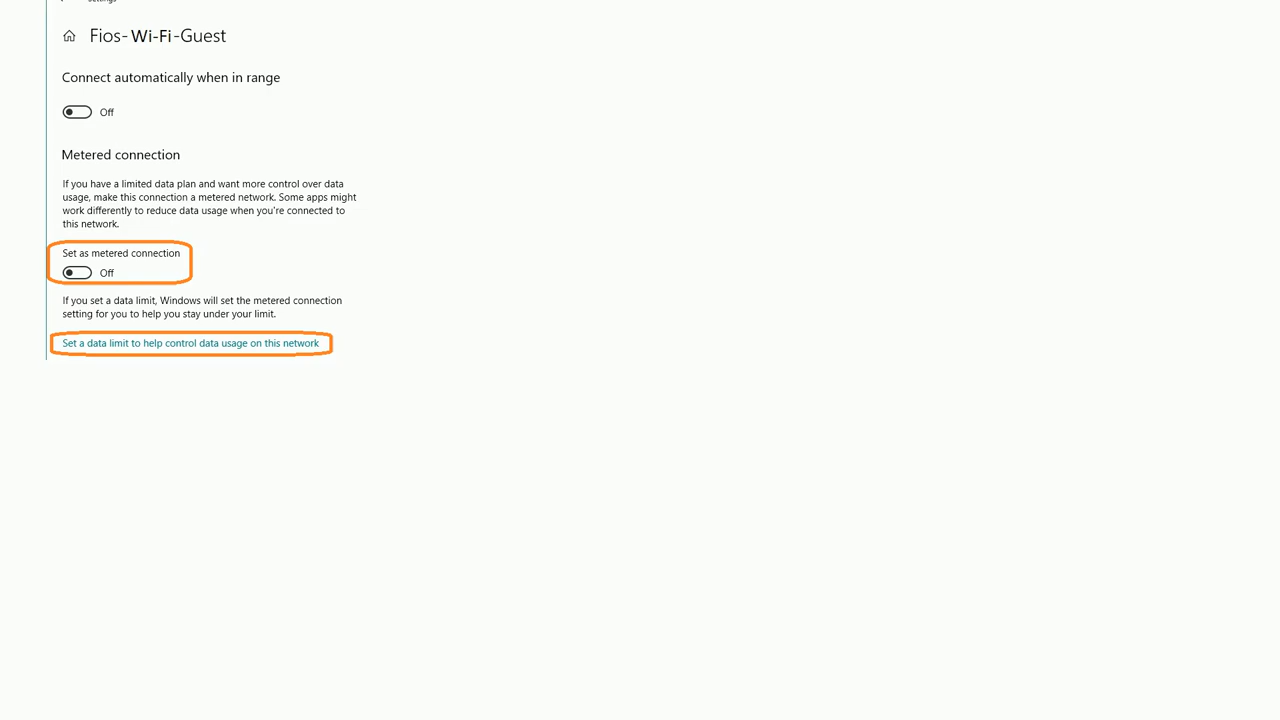 Settings
Fios-Wi-Fi-Guest
Connect automatically when in range
Off
Metered connection
If you have a limited data plan and want more control over data
usage, make this connection a metered network. Some apps might
work differently to reduce data usage when you're connected to
this network.
Set as metered connection
Off
If you set a data limit, Windows will set the metered connection
setting for you to help you stay under your limit.
Set a data limit to help control data usage on this network